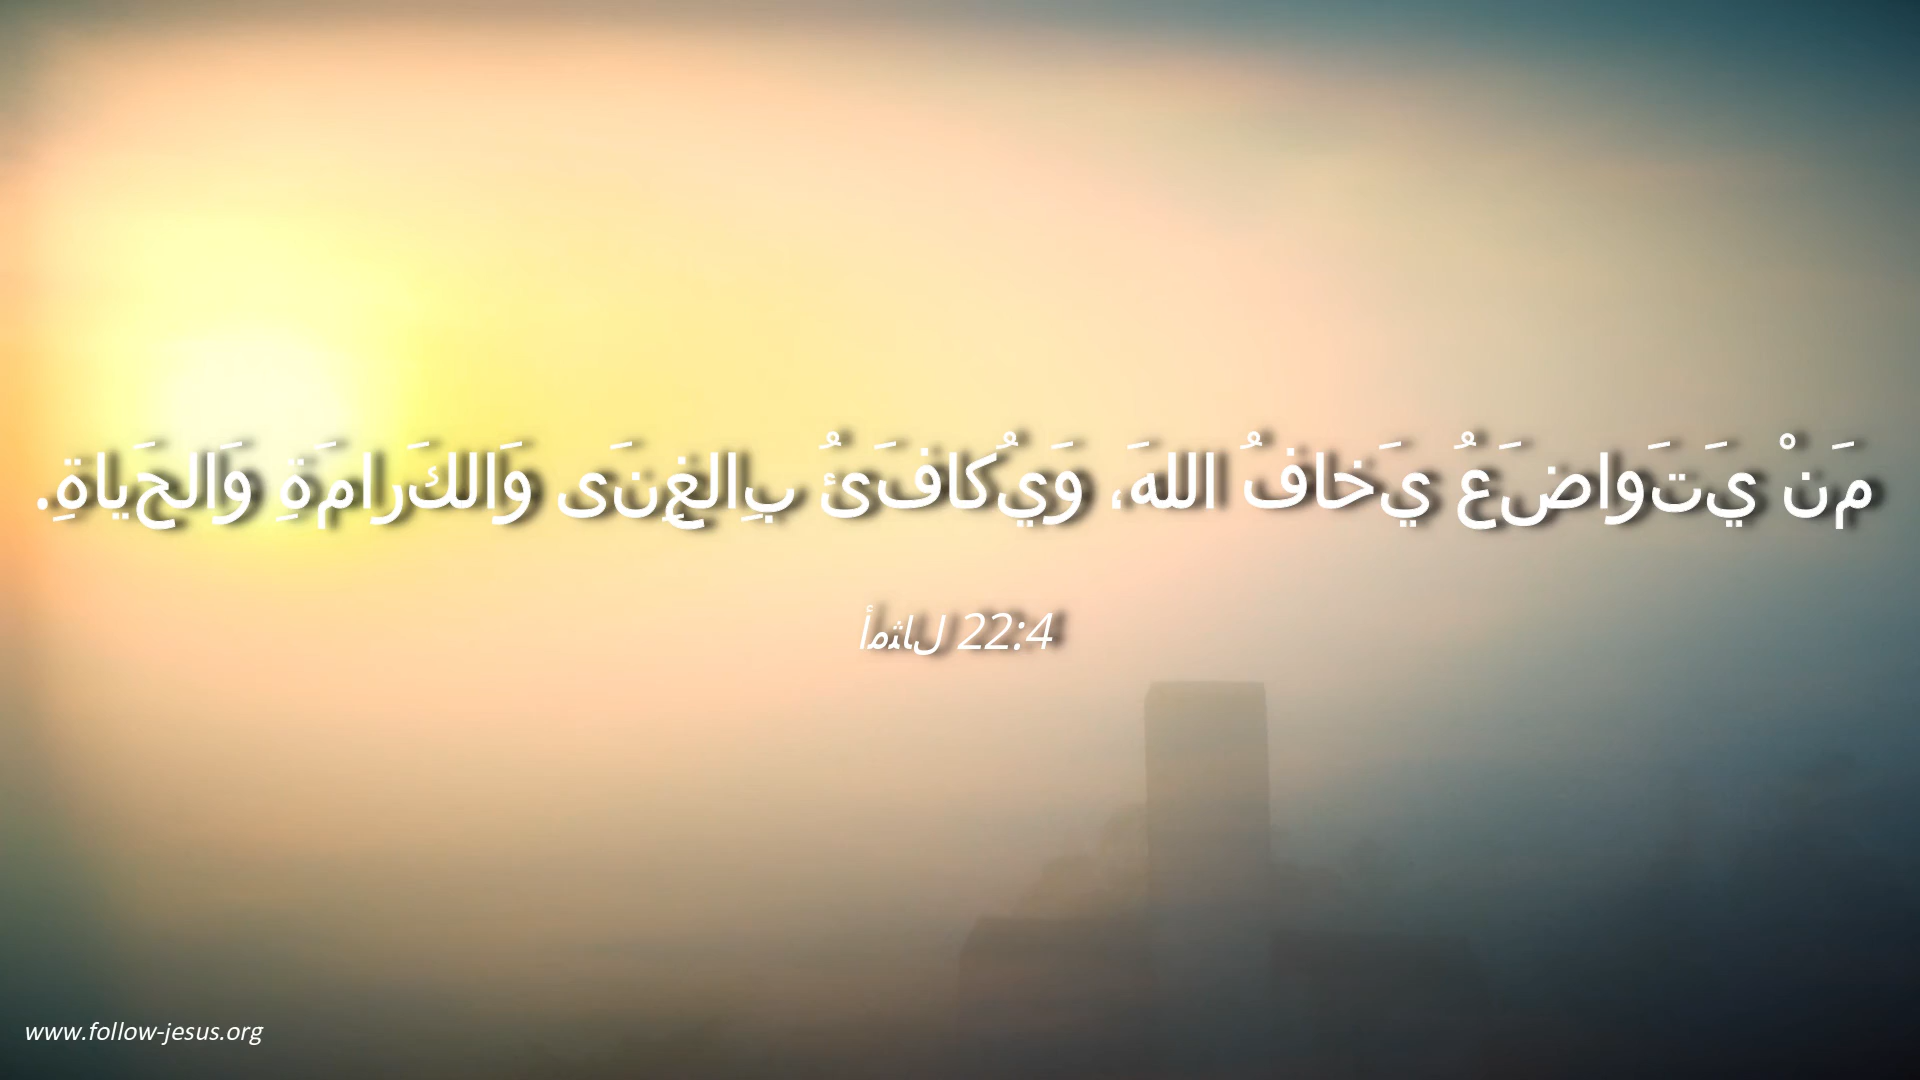 مَنْ يَتَواضَعُ يَخافُ اللهَ، وَيُكافَئُ بِالغِنَى وَالكَرامَةِ وَالحَياةِ.
أمثال 22:4
www.follow-jesus.org